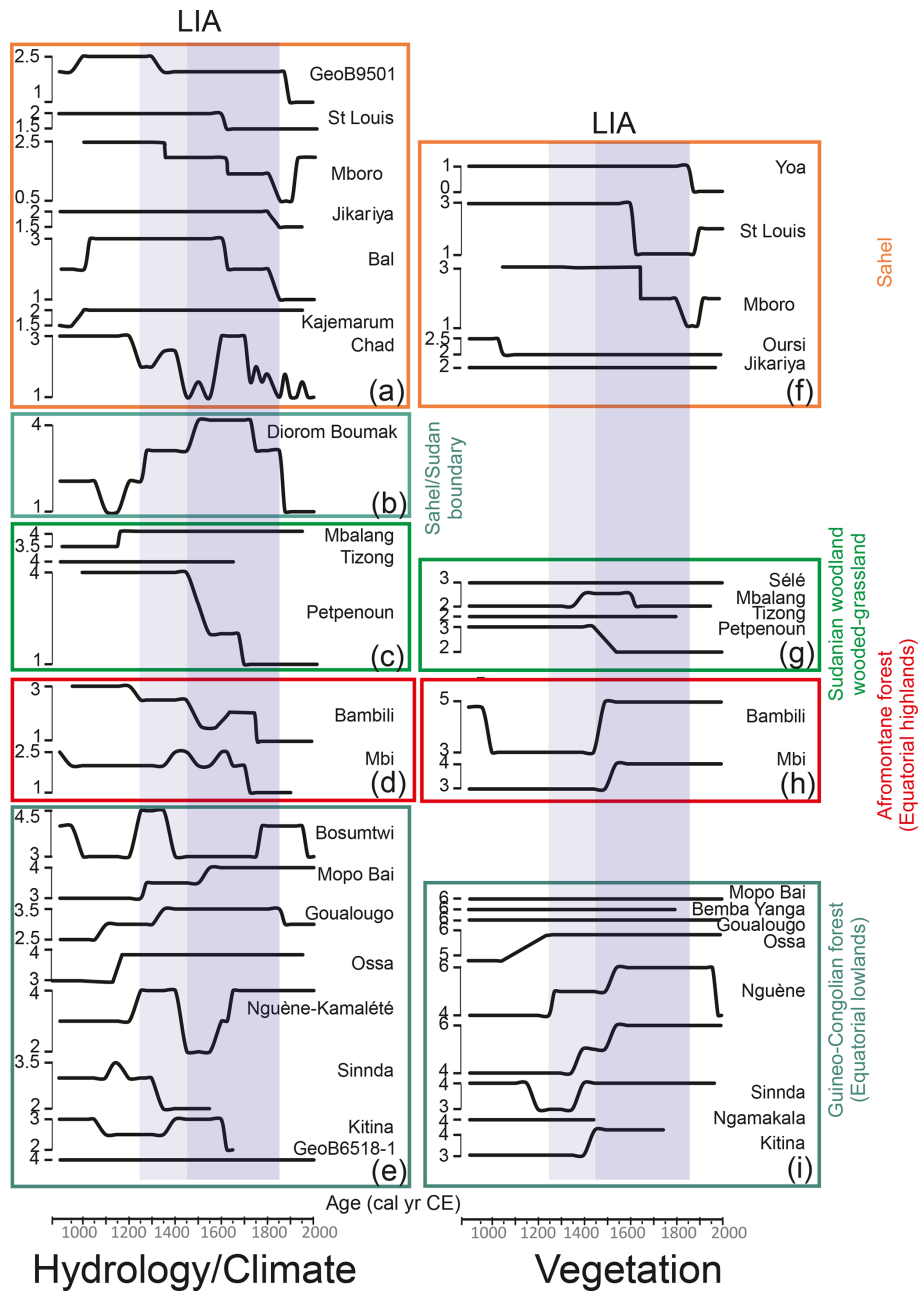 LIA
2.5
GeoB9501
1
2
St Louis
1.5
2.5
Mboro
0.5
2
Jikariya
1.5
3
Bal
1
2
Kajemarum
1.5
3
Chad
1
(a)
4
Diorom Boumak
1
(b)
Sahel/Sudan
boundary
4
Mbalang
3.5
Tizong
4
4
Petpenoun
1
(c)
3
Bambili
1
2.5
Mbi
1
(d)
4.5
Bosumtwi
3
4
Mopo Bai
3
3.5
Goualougo
2.5
4
Ossa
3
4
Nguène-Kamalété
2
3.5
Sinnda
2
3
Kitina
2
GeoB6518-1
4
(e)
LIA
1
Yoa
0
3
St Louis
1
3
Mboro
1
2.5
Oursi
2
Jikariya
2
(f)
Sahel
3
Sélé
2
Mbalang
2
Tizong
3
Petpenoun
2
(g)
Sudanian woodland
wooded-grassland
5
Bambili
3
4
Mbi
3
(h)
Afromontane forest
(Equatorial highlands)
6
Mopo Bai
6
Bemba Yanga
6
Goualougo
6
Ossa
5
6
Nguène
4
6
4
4
Sinnda
3
4
Ngamakala
4
Kitina
3
(i)
Guineo-Congolian forest
(Equatorial lowlands)
Age (cal yr CE)
1000 1200 1400 1600 1800 2000
1000 1200 1400 1600 1800 2000
Hydrology/Climate
Vegetation